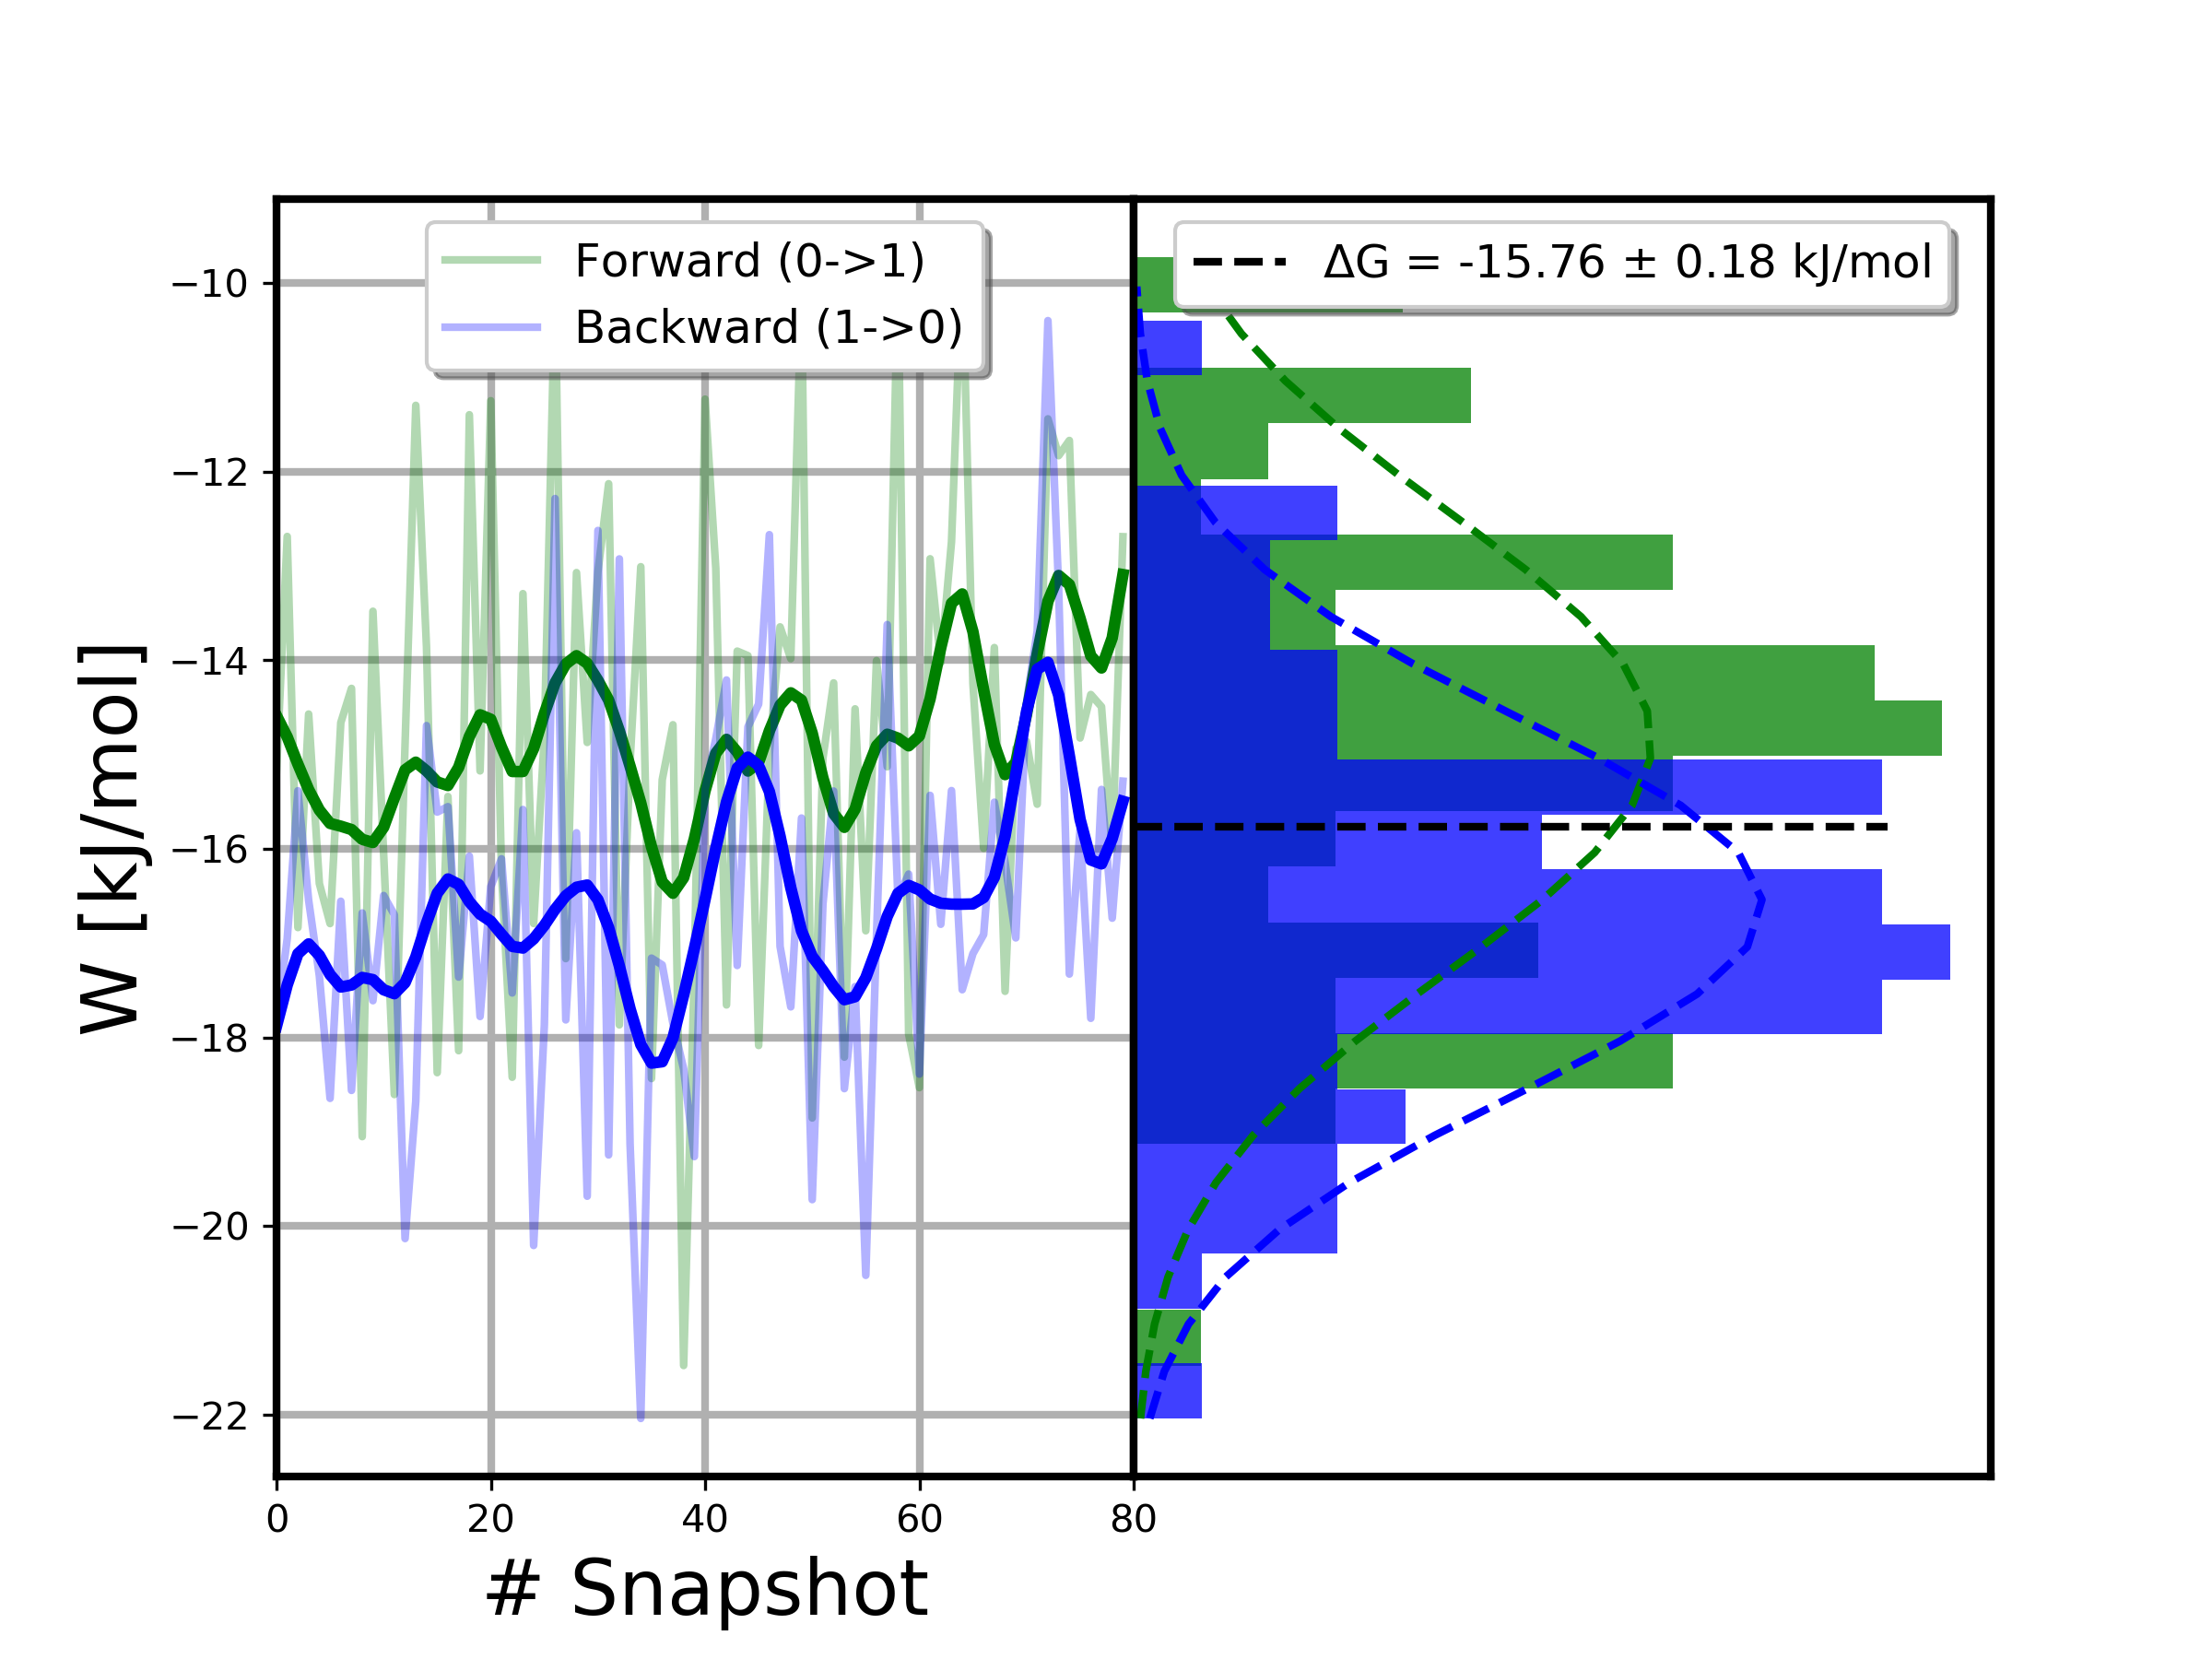 Forward (0->1)
Backward (1->0)
ΔG = -15.76 ± 0.18 kJ/mol
W [kJ/mol]
−10
−12
−14
−16
−18
−20
−22
0 20 40 60 80
# Snapshot